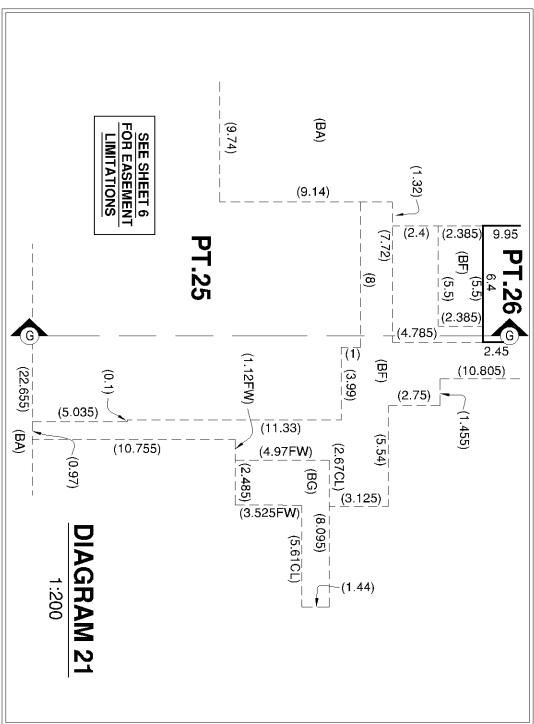 PT.26
9.95
6.4
2.45
(2.385)
(5.5)
(BF)
(5.5)
(2.385)
(10.805)
(1.32)
(2.4)
(4.785)
(1.455)
(BA)
(7.72)
(BF)
(2.75)
(9.14)
(8)
(1)
(3.99)
(5.54)
(3.125)
(9.74)
(2.67CL)
(BG)
(8.095)
(1.44)
(4.97FW)
(5.61CL)
(1.12FW)
(2.485)
(3.525FW)
PT.25
(11.33)
(0.1)
(10.755)
(5.035)
SEE SHEET 6
FOR EASEMENT
LIMITATIONS
G
G
(22.655)
(0.97)
(BA)
DIAGRAM 21
1:200